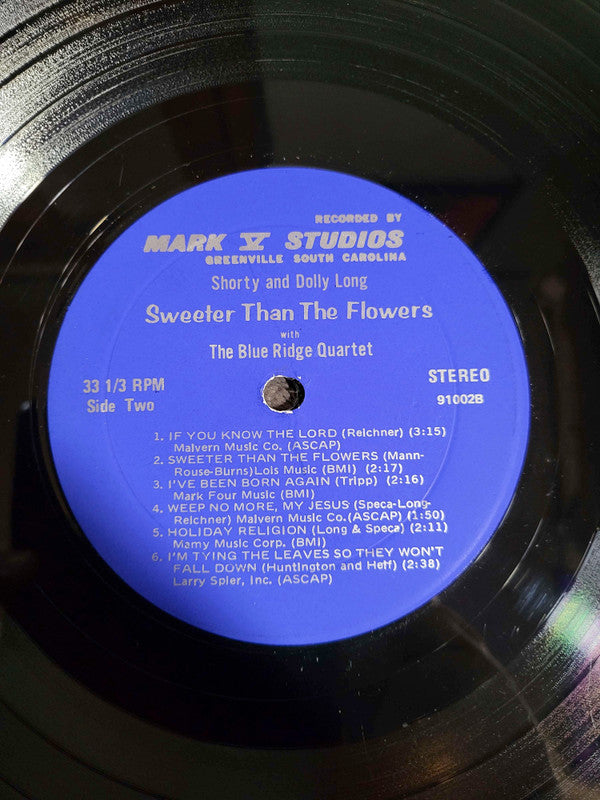 RECORDED BY
MARK V STUDIOS
GREENVILLE SOUTH CAROLINA
Shorty and Dolly Long
Sweeter Than The Flowers
with
The Blue Ridge Quartet
33 1/3 RPM
Side Two
STEREO
91002B
1. IF YOU KNOW THE LORD (Reichner) (3:15)
Malvern Music Co. (ASCAP)
2. SWEETER THAN THE FLOWERS (Mann-
Rouse-Burns)Lois Music (BMI) (2:17)
3. I'VE BEEN BORN AGAIN (Tripp) (2:16)
Mark Four Music (BMI)
4. WEEP NO MORE, MY JESUS (Speca-Long-
Reichner) Malvern Music Co.(ASCAP) (1:50)
5. HOLIDAY RELIGION (Long & Speca) (2:11)
Mamy Music Corp. (BMI)
6. I'M TYING THE LEAVES SO THEY WON'T
FALL DOWN (Huntington and Heff) (2:38)
Larry Spier, Inc. (ASCAP)